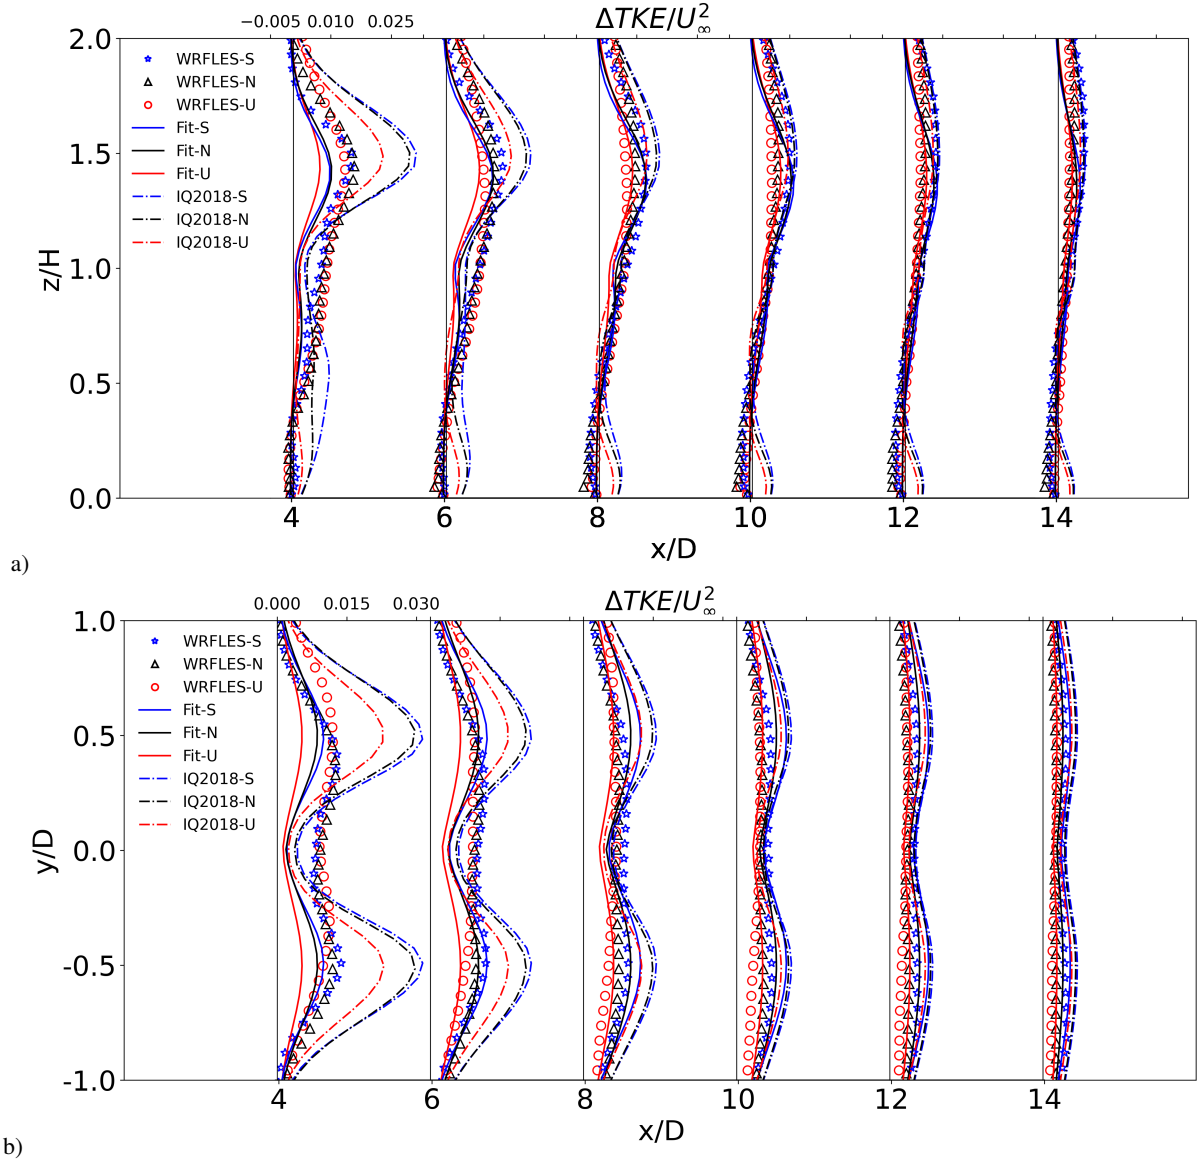 −0.005 0.010 0.025
ΔTKE/U∞²
2.0
1.5
1.0
0.5
0.0
z/H
WRFLES-S
WRFLES-N
WRFLES-U
Fit-S
Fit-N
Fit-U
IQ2018-S
IQ2018-N
IQ2018-U
4 6 8 10 12 14
x/D
a)
0.000 0.015 0.030
ΔTKE/U∞²
1.0
0.5
0.0
-0.5
-1.0
y/D
WRFLES-S
WRFLES-N
WRFLES-U
Fit-S
Fit-N
Fit-U
IQ2018-S
IQ2018-N
IQ2018-U
4 6 8 10 12 14
x/D
b)